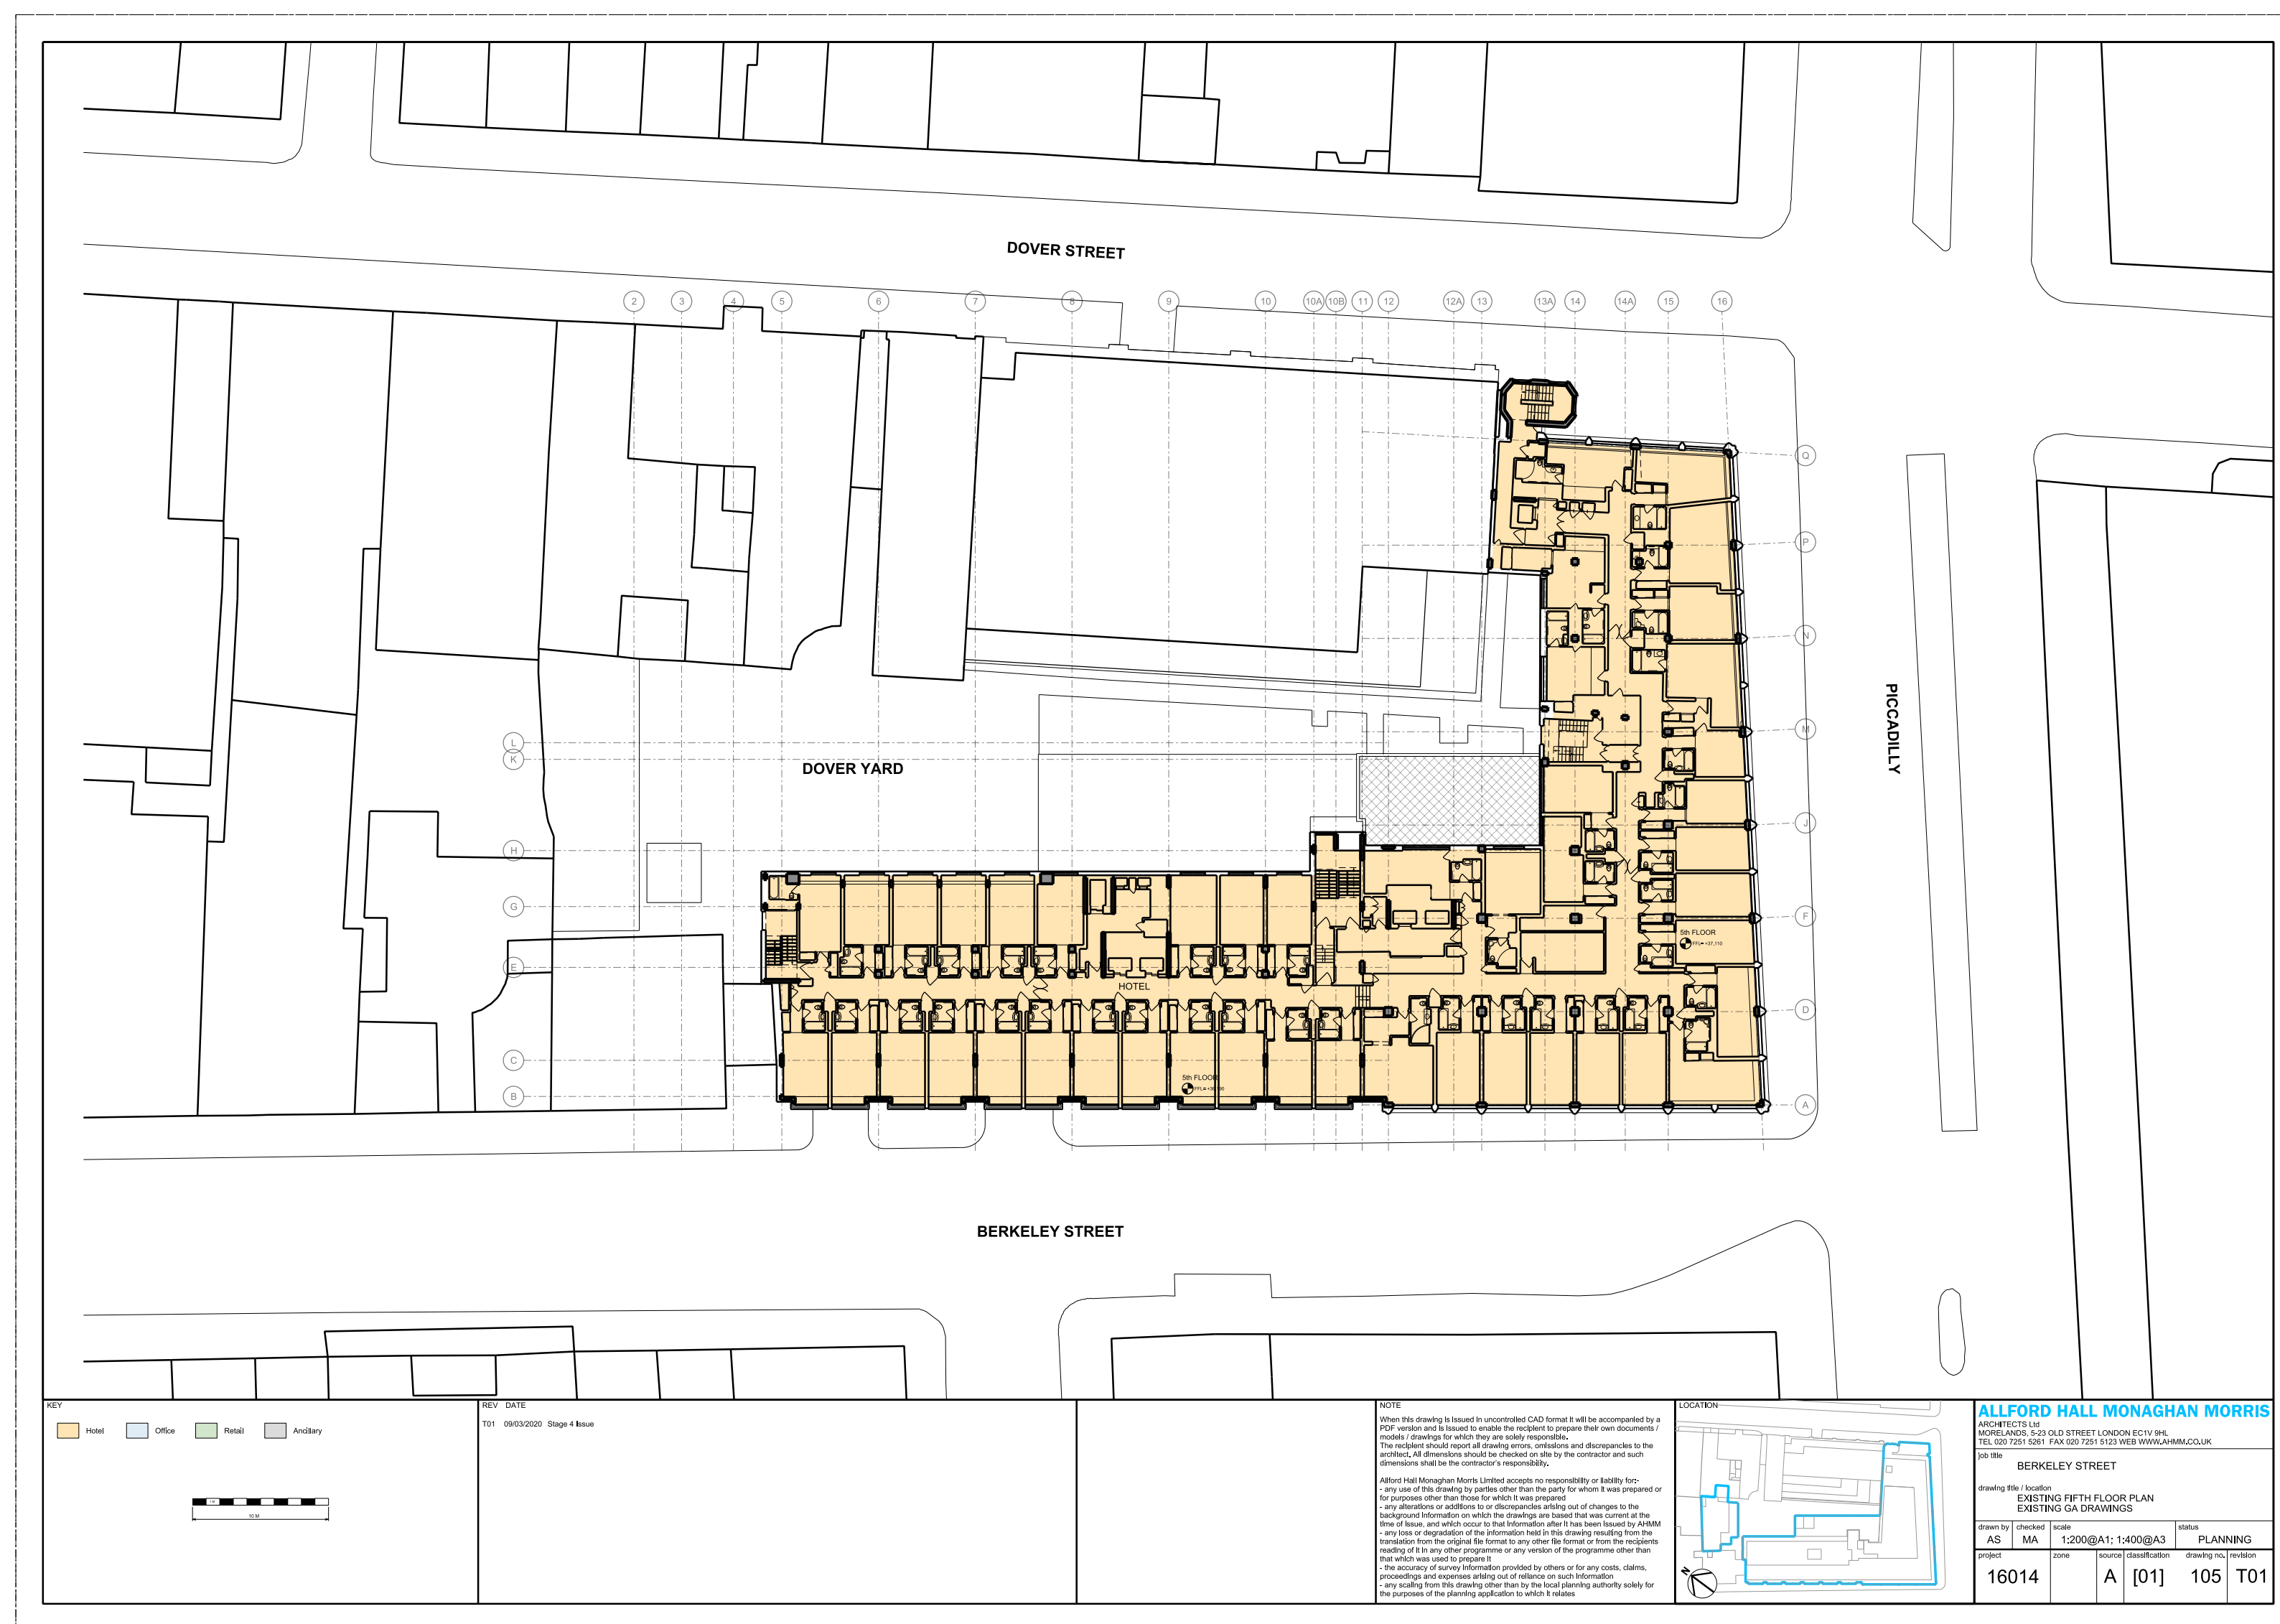 DOVER STREET
2
3
4
5
6
7
8
9
10
10A
10B
11
12
12A
13
13A
14
14A
15
16
Q
P
N
M
J
F
D
A
L
K
H
G
E
C
B
PICCADILLY
DOVER YARD
HOTEL
5th FLOOR
FFL= +37,110
5th FLOOR
BERKELEY STREET
KEY
Hotel
Office
Retail
Ancillary
1 M
10 M
REV DATE
T01 09/03/2020 Stage 4 Issue
NOTE
When this drawing is issued in uncontrolled CAD format it will be accompanied by a
PDF version and is issued to enable the recipient to prepare their own documents /
models / drawings for which they are solely responsible.
The recipient should report all drawing errors, omissions and discrepancies to the
architect. All dimensions should be checked on site by the contractor and such
dimensions shall be the contractor's responsibility.
Allford Hall Monaghan Morris Limited accepts no responsibility or liability for:-
- any use of this drawing by parties other than the party for whom it was prepared or
for purposes other than those for which it was prepared
- any alterations or additions to or discrepancies arising out of changes to the
background information on which the drawings are based that was current at the
time of issue, and which occur to that information after it has been issued by AHMM
- any loss or degradation of the information held in this drawing resulting from the
translation from the original file format to any other file format or from the recipients
reading of it in any other programme or any version of the programme other than
that which was used to prepare it
- the accuracy of survey information provided by others or for any costs, claims,
proceedings and expenses arising out of reliance on such information
- any scaling from this drawing other than by the local planning authority solely for
the purposes of the planning application to which it relates
LOCATION
N
ALLFORD HALL MONAGHAN MORRIS
ARCHITECTS Ltd
MORELANDS, 5-23 OLD STREET LONDON EC1V 9HL
TEL 020 7251 5261 FAX 020 7251 5123 WEB WWW.AHMM.CO.UK
job title
BERKELEY STREET
drawing title / location
EXISTING FIFTH FLOOR PLAN
EXISTING GA DRAWINGS
drawn by checked scale status
AS MA 1:200@A1; 1:400@A3 PLANNING
project zone source classification drawing no. revision
16014 A [01] 105 T01